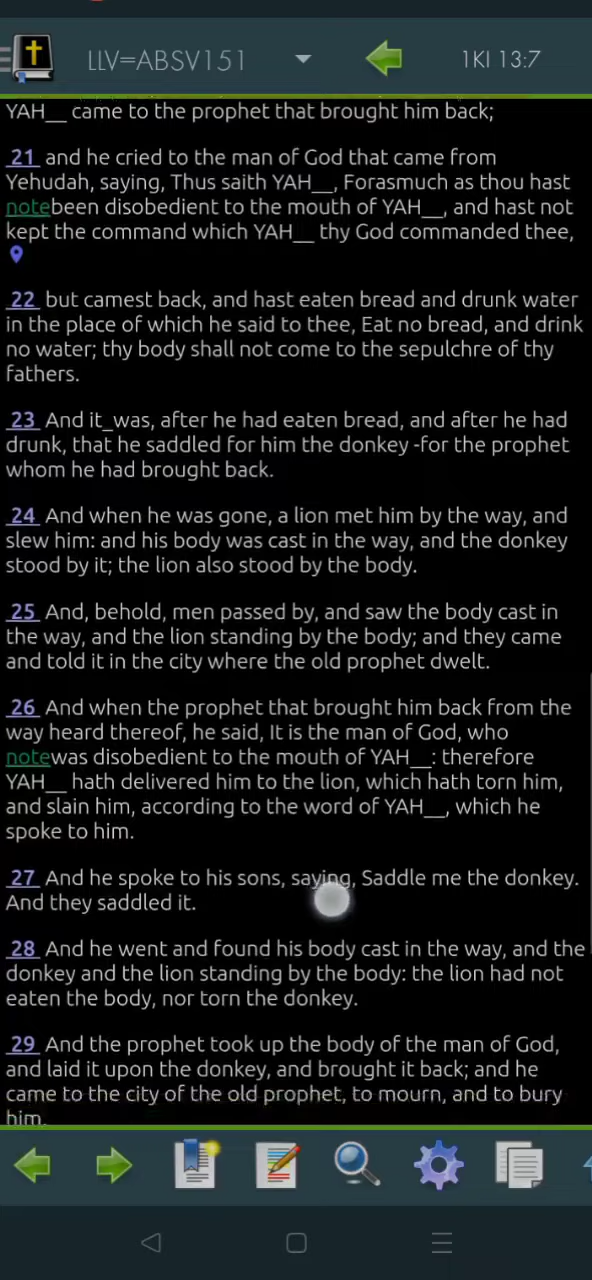 LLV=ABSV151
1KI 13:7
YAH__ came to the prophet that brought him back;
21 and he cried to the man of God that came from
Yehudah, saying, Thus saith YAH__, Forasmuch as thou hast
notebeen disobedient to the mouth of YAH__, and hast not
kept the command which YAH__ thy God commanded thee,
22 but camest back, and hast eaten bread and drunk water
in the place of which he said to thee, Eat no bread, and drink
no water; thy body shall not come to the sepulchre of thy
fathers.
23 And it_was, after he had eaten bread, and after he had
drunk, that he saddled for him the donkey -for the prophet
whom he had brought back.
24 And when he was gone, a lion met him by the way, and
slew him: and his body was cast in the way, and the donkey
stood by it; the lion also stood by the body.
25 And, behold, men passed by, and saw the body cast in
the way, and the lion standing by the body; and they came
and told it in the city where the old prophet dwelt.
26 And when the prophet that brought him back from the
way heard thereof, he said, It is the man of God, who
notewas disobedient to the mouth of YAH__: therefore
YAH__ hath delivered him to the lion, which hath torn him,
and slain him, according to the word of YAH__, which he
spoke to him.
27 And he spoke to his sons, saying, Saddle me the donkey.
And they saddled it.
28 And he went and found his body cast in the way, and the
donkey and the lion standing by the body: the lion had not
eaten the body, nor torn the donkey.
29 And the prophet took up the body of the man of God,
and laid it upon the donkey, and brought it back; and he
came to the city of the old prophet, to mourn, and to bury
him.